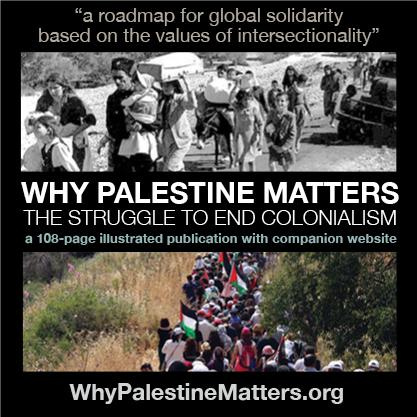 “a roadmap for global solidarity
based on the values of intersectionality”
WHY PALESTINE MATTERS
THE STRUGGLE TO END COLONIALISM
a 108-page illustrated publication with companion website
WhyPalestineMatters.org